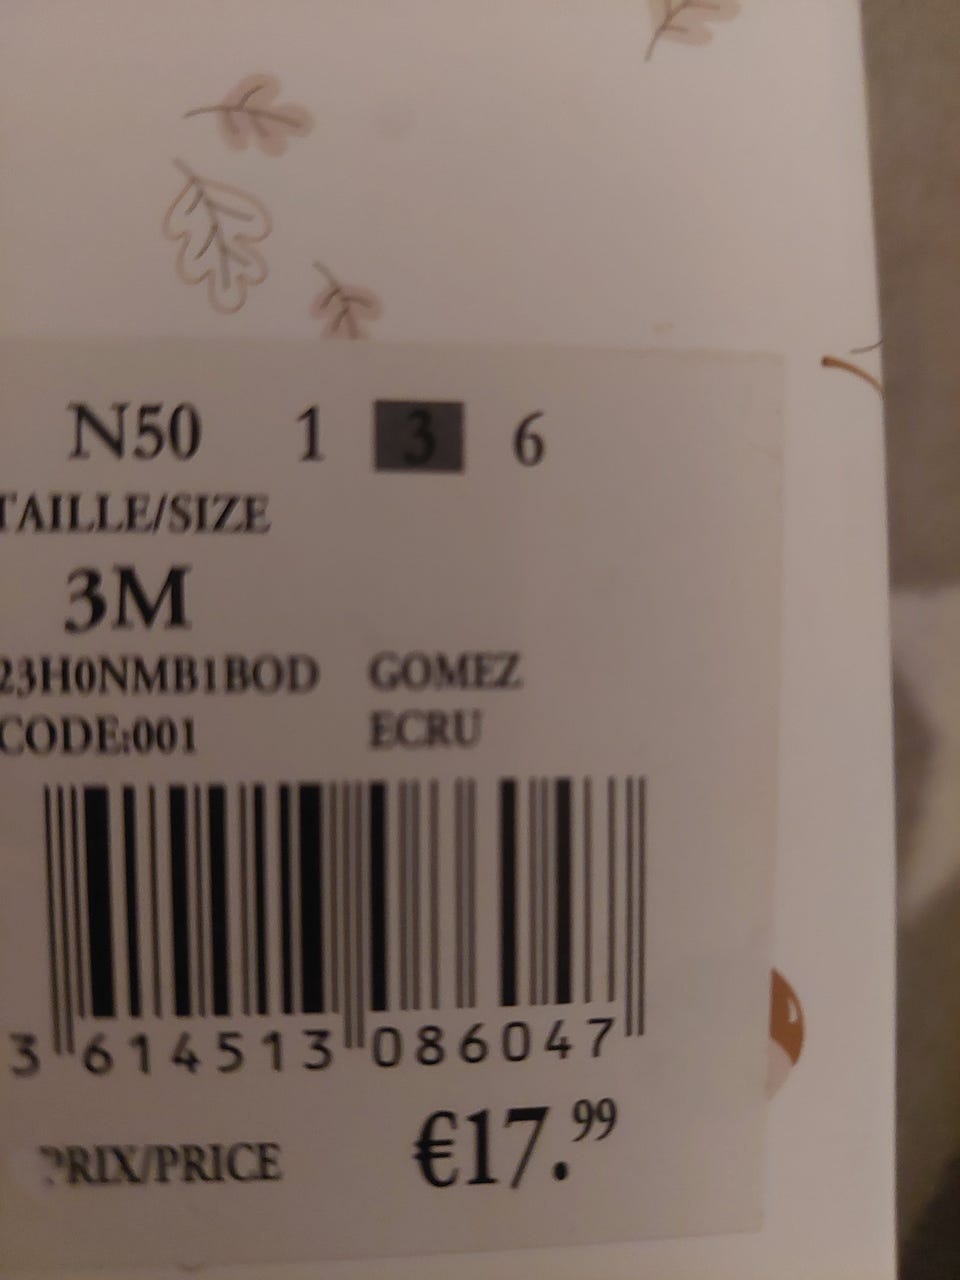 N50 1 3 6
TAILLE/SIZE
3M
23H0NMB1BOD GOMEZ
CODE:001 ECRU
3 614513 086047
PRIX/PRICE €17.99